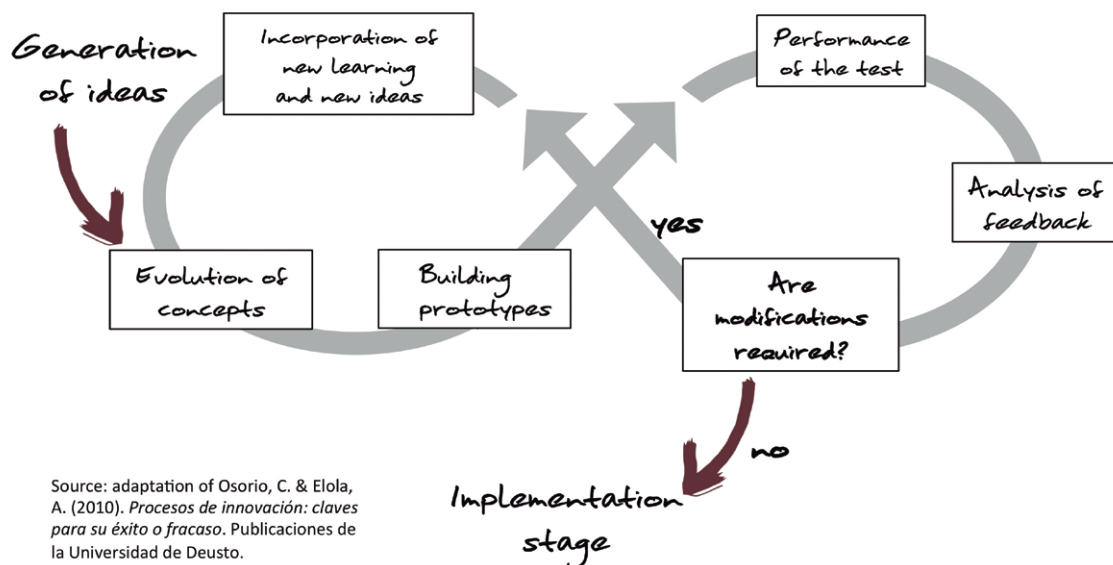 Generation
of ideas
Incorporation of
new learning
and new ideas
Performance
of the test
Analysis of
feedback
Evolution of
concepts
Building
prototypes
yes
Are
modifications
required?
no
Implementation
stage
Source: adaptation of Osorio, C. & Elola,
A. (2010). Procesos de innovación: claves
para su éxito o fracaso. Publicaciones de
la Universidad de Deusto.